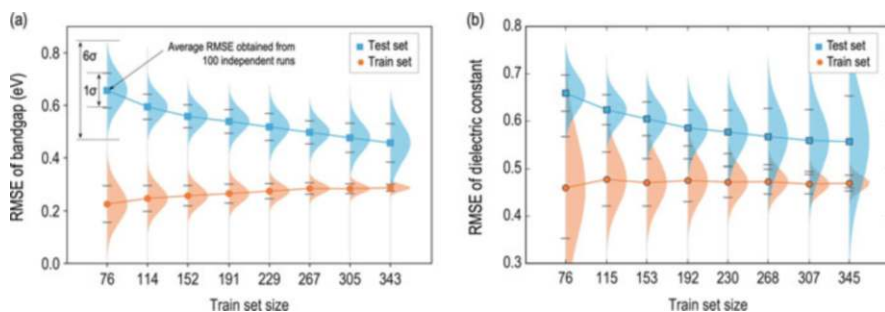 (a)
0.8
0.6
0.4
0.2
0.0
RMSE of bandgap (eV)
6σ
1σ
Average RMSE obtained from
100 independent runs
Test set
Train set
76 114 152 191 229 267 305 343
Train set size
(b)
0.8
0.7
0.6
0.5
0.4
0.3
RMSE of dielectric constant
Test set
Train set
76 115 153 192 230 268 307 345
Train set size